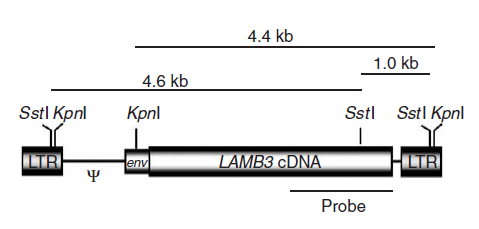 4.4 kb
1.0 kb
4.6 kb
SstI KpnI KpnI SstI SstI KpnI
LTR env LAMB3 cDNA LTR
Ψ
Probe